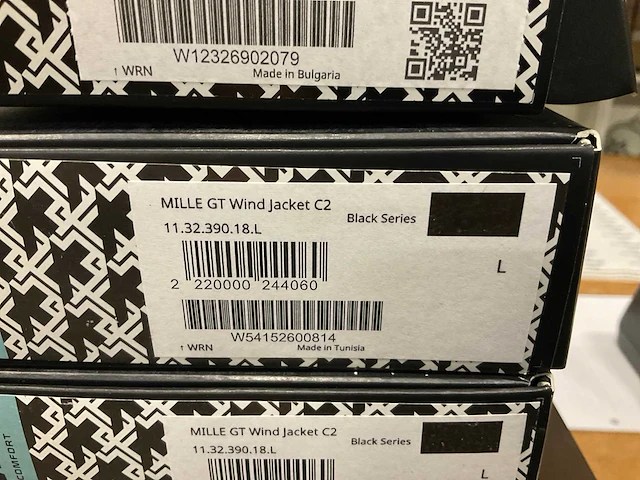 W12326902079
↑ WRN
Made in Bulgaria
MILLE GT Wind Jacket C2
Black Series
11.32.390.18.L
L
2 220000 244060
W54152600814
↑ WRN
Made in Tunisia
MILLE GT Wind Jacket C2
Black Series
11.32.390.18.L
L
COMFORT